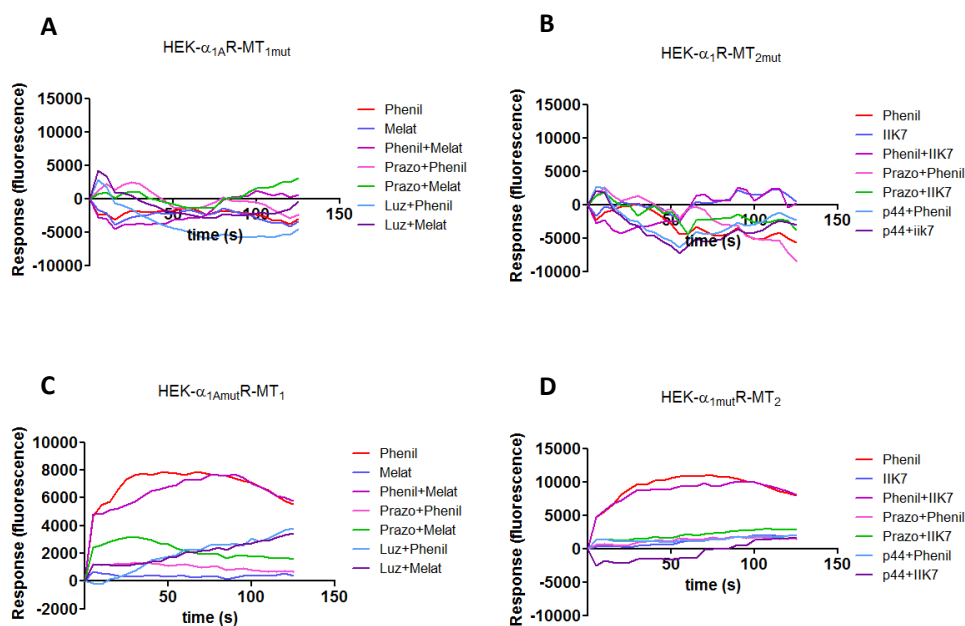 A
HEK-α1AR-MT1mut
Response (fluorescence)
15000
10000
5000
0
-5000
-10000
50
100
150
time (s)
Phenil
Melat
Phenil+Melat
Prazo+Phenil
Prazo+Melat
Luz+Phenil
Luz+Melat
B
HEK-α1R-MT2mut
Response (fluorescence)
15000
10000
5000
0
-5000
-10000
50
100
150
time (s)
Phenil
IIK7
Phenil+IIK7
Prazo+Phenil
Prazo+IIK7
p44+Phenil
p44+iik7
C
HEK-α1AmutR-MT1
Response (fluorescence)
10000
8000
6000
4000
2000
0
-2000
50
100
150
time (s)
Phenil
Melat
Phenil+Melat
Prazo+Phenil
Prazo+Melat
Luz+Phenil
Luz+Melat
D
HEK-α1mutR-MT2
Response (fluorescence)
15000
10000
5000
0
-5000
-10000
50
100
150
time (s)
Phenil
IIK7
Phenil+IIK7
Prazo+Phenil
Prazo+IIK7
p44+Phenil
p44+IIK7